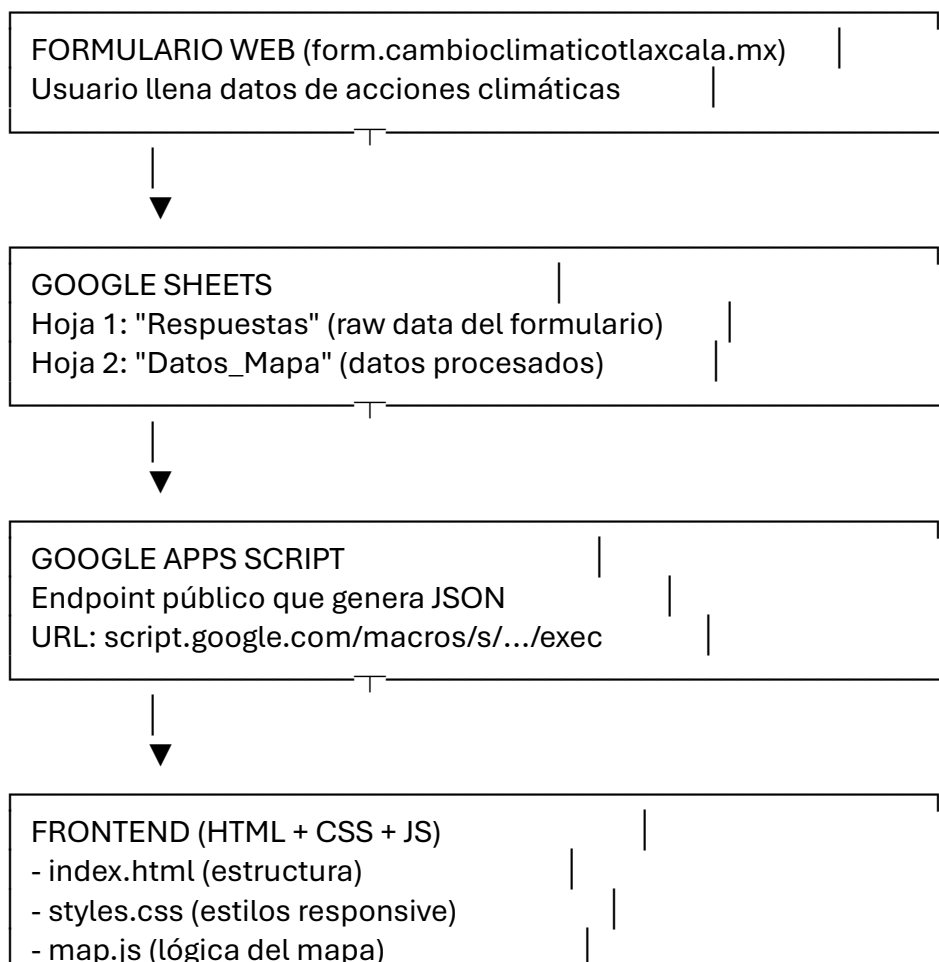 FORMULARIO WEB (form.cambioclimaticotlaxcala.mx)
Usuario llena datos de acciones climáticas
GOOGLE SHEETS
Hoja 1: "Respuestas" (raw data del formulario)
Hoja 2: "Datos_Mapa" (datos procesados)
GOOGLE APPS SCRIPT
Endpoint público que genera JSON
URL: script.google.com/macros/s/.../exec
FRONTEND (HTML + CSS + JS)
- index.html (estructura)
- styles.css (estilos responsive)
- map.js (lógica del mapa)